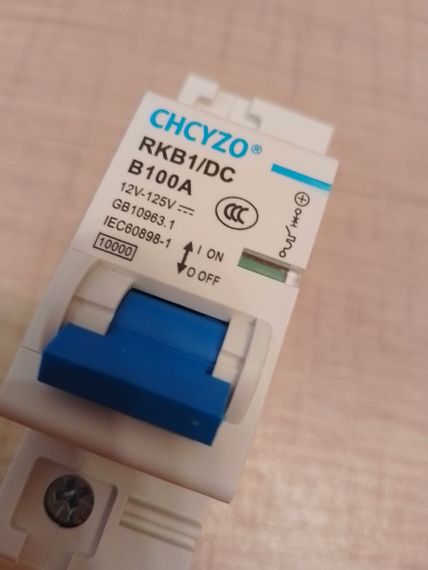 CHCYZO®
RKB1/DC
B100A
12V-125V⎓
GB10963.1
CCC
IEC60898-1
10000
I ON
O OFF